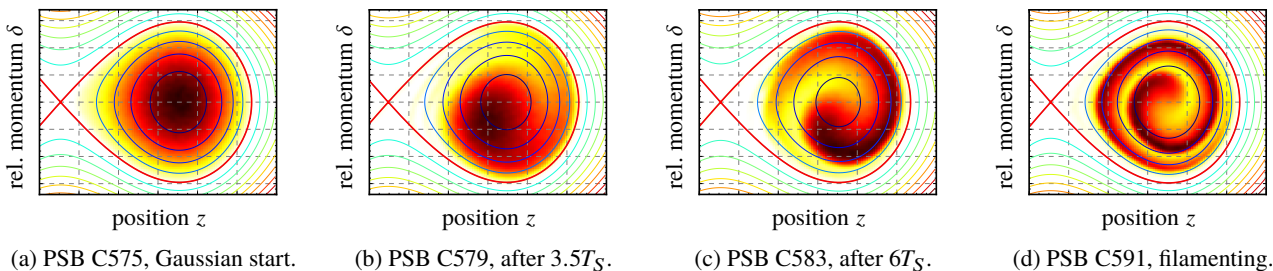 rel. momentum δ
position z
(a) PSB C575, Gaussian start.
rel. momentum δ
position z
(b) PSB C579, after 3.5T_S.
rel. momentum δ
position z
(c) PSB C583, after 6T_S.
rel. momentum δ
position z
(d) PSB C591, filamenting.